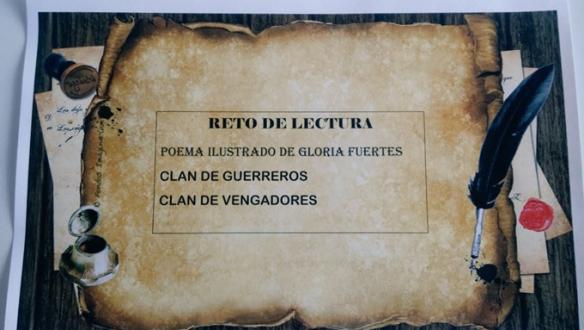 RETO DE LECTURA
POEMA ILUSTRADO DE GLORIA FUERTES
CLAN DE GUERREROS
CLAN DE VENGADORES